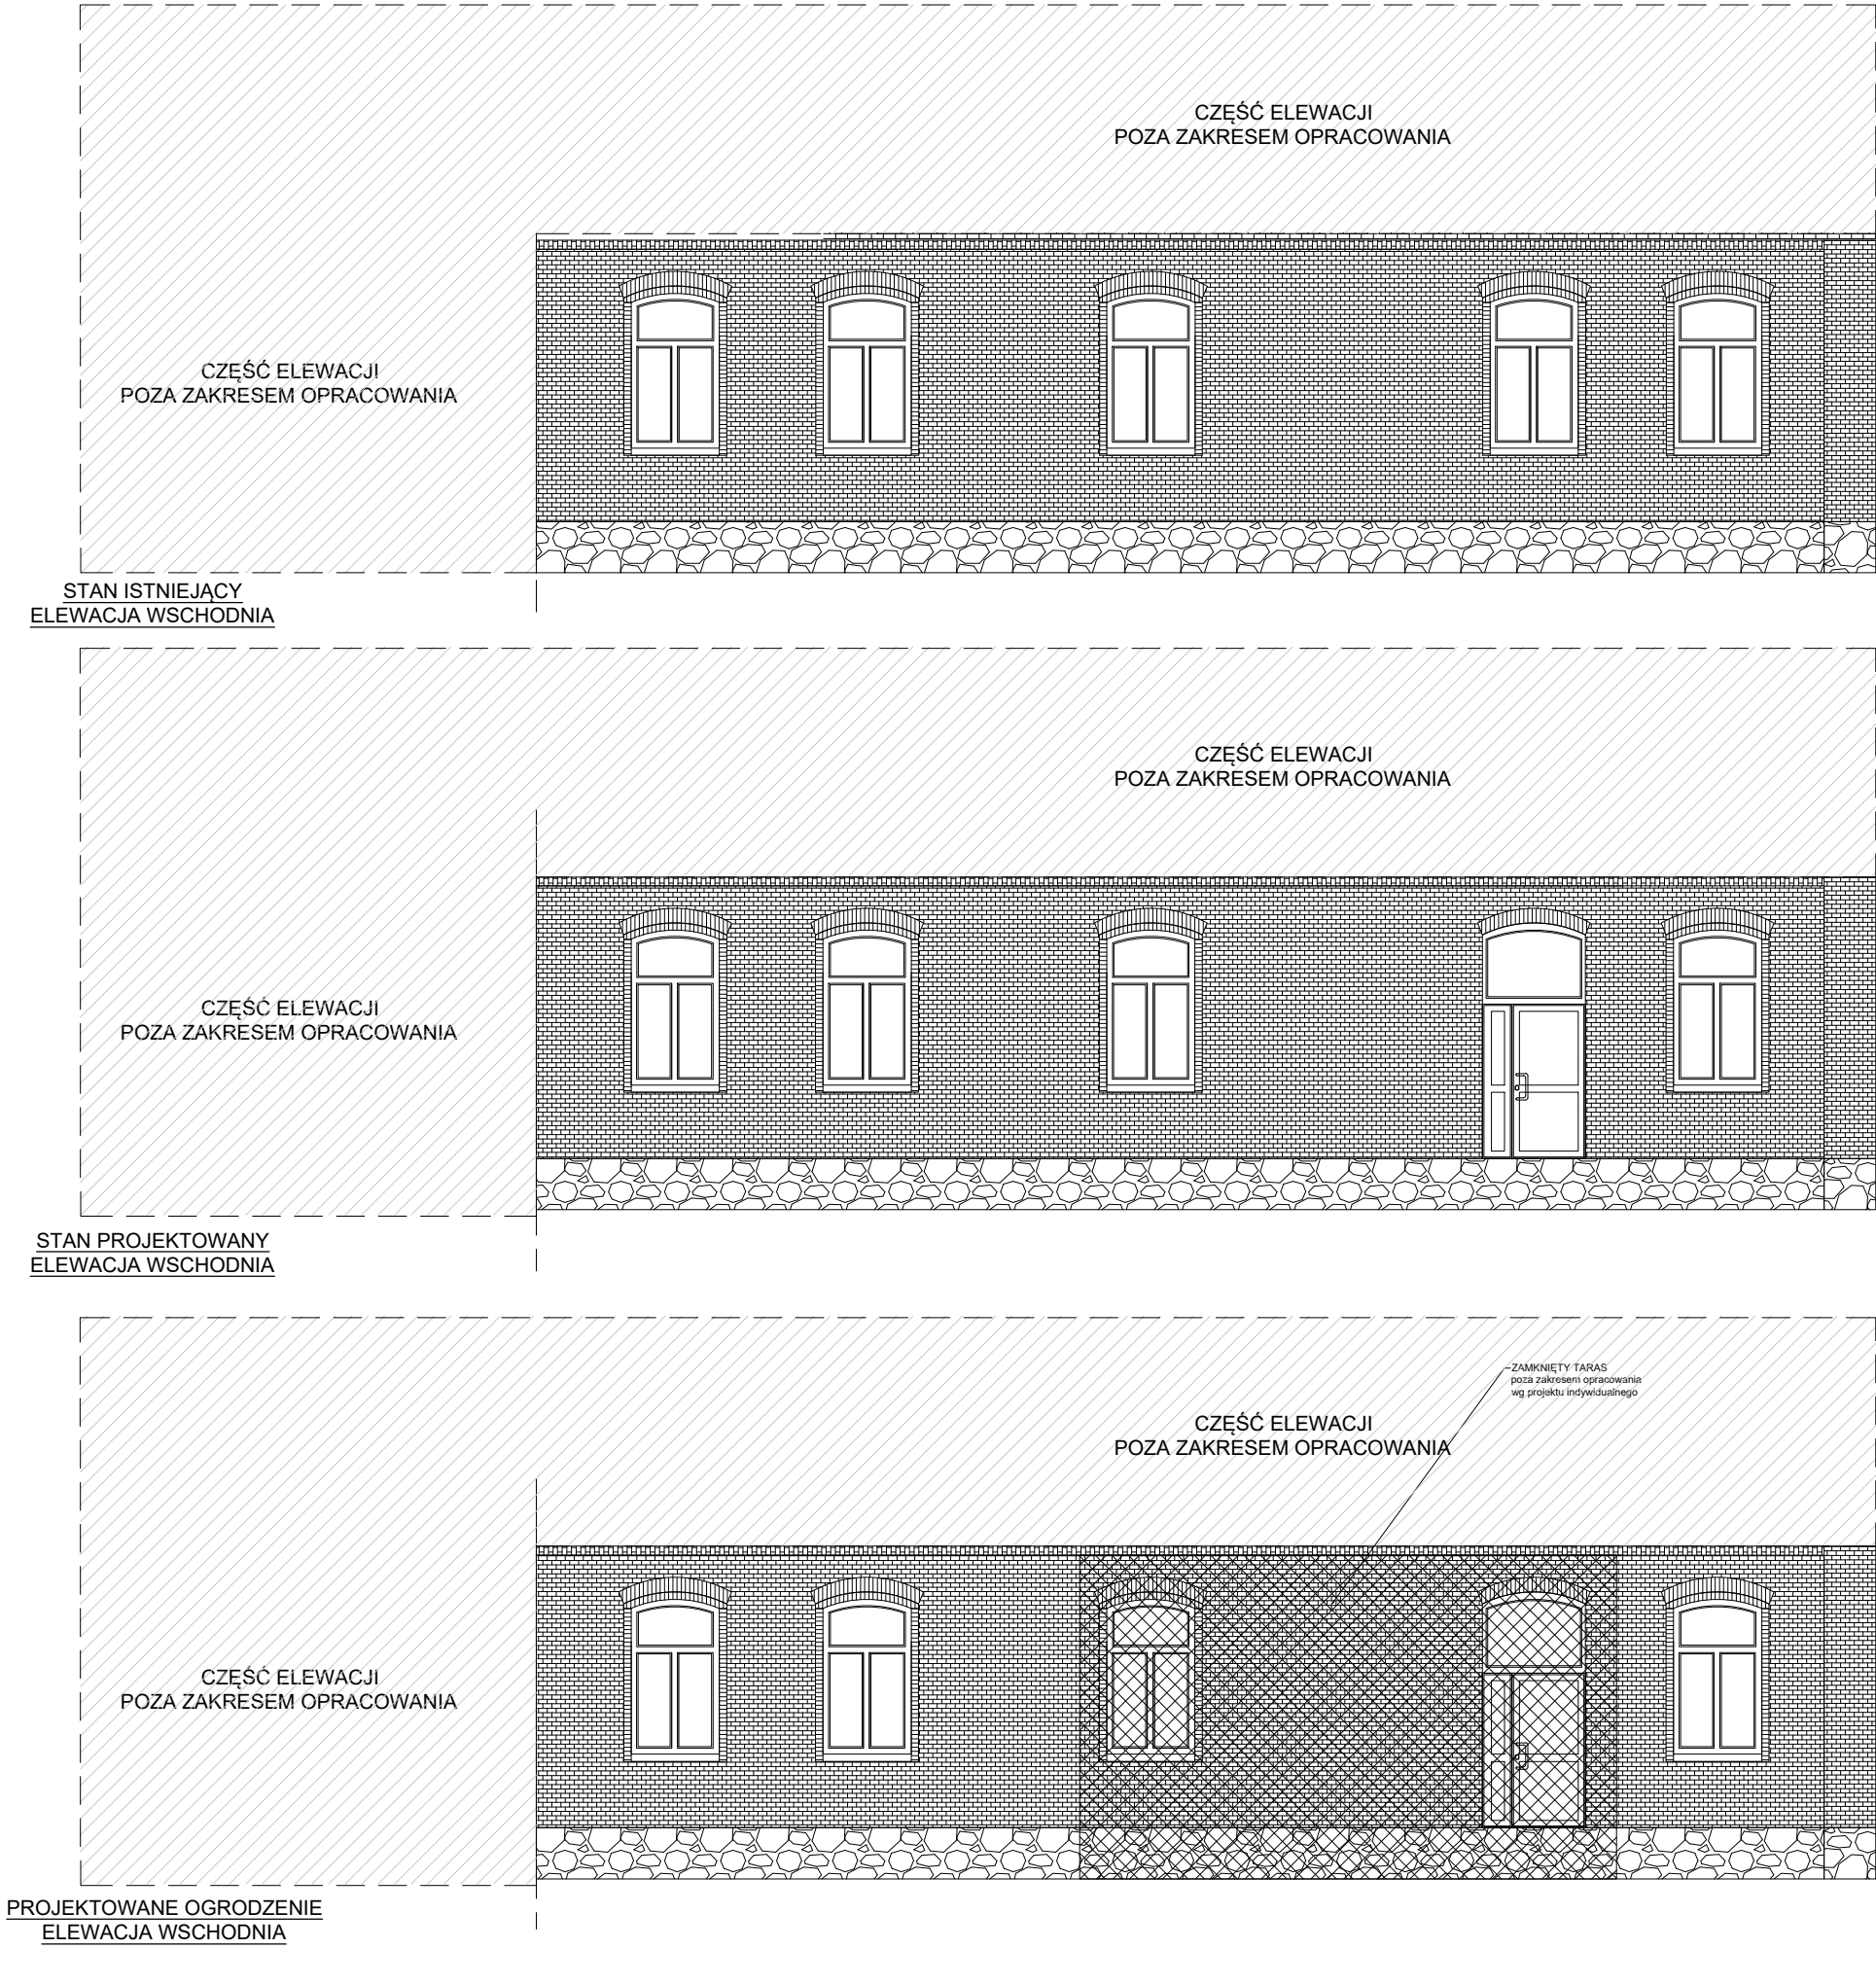 CZĘŚĆ ELEWACJI
POZA ZAKRESEM OPRACOWANIA
CZĘŚĆ ELEWACJI
POZA ZAKRESEM OPRACOWANIA
STAN ISTNIEJĄCY
ELEWACJA WSCHODNIA
CZĘŚĆ ELEWACJI
POZA ZAKRESEM OPRACOWANIA
CZĘŚĆ ELEWACJI
POZA ZAKRESEM OPRACOWANIA
STAN PROJEKTOWANY
ELEWACJA WSCHODNIA
ZAMKNIĘTY TARAS
poza zakresem opracowania
wg projektu indywidualnego
CZĘŚĆ ELEWACJI
POZA ZAKRESEM OPRACOWANIA
CZĘŚĆ ELEWACJI
POZA ZAKRESEM OPRACOWANIA
PROJEKTOWANE OGRODZENIE
ELEWACJA WSCHODNIA